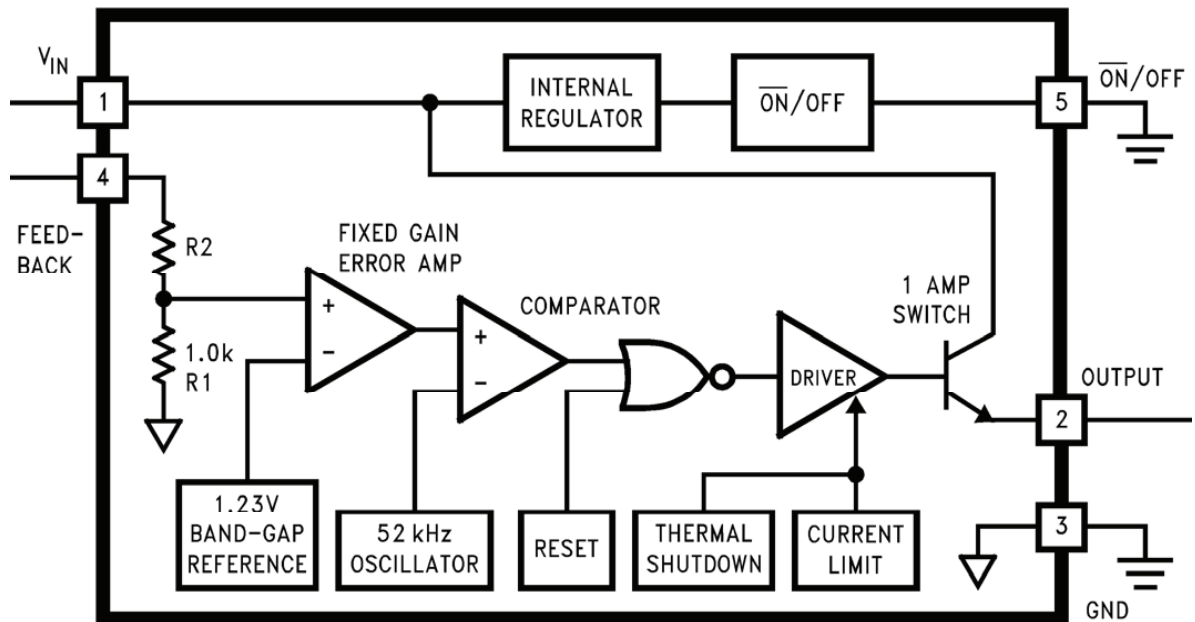 VIN
1
INTERNAL
REGULATOR
ON/OFF
5
ON/OFF
4
FEED-
BACK
R2
FIXED GAIN
ERROR AMP
+
-
1.0k
R1
COMPARATOR
+
-
1 AMP
SWITCH
DRIVER
OUTPUT
2
1.23V
BAND-GAP
REFERENCE
52 kHz
OSCILLATOR
RESET
THERMAL
SHUTDOWN
CURRENT
LIMIT
3
GND